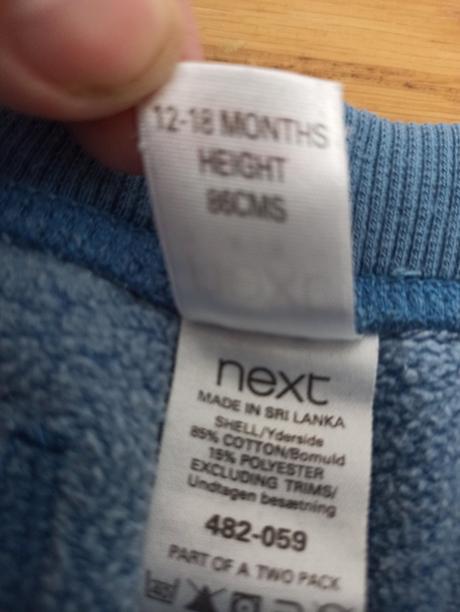 12-18 MONTHS
HEIGHT
86CMS
next
MADE IN SRI LANKA
SHELL/Yderside
85% COTTON/Bomuld
15% POLYESTER
EXCLUDING TRIMS/
Undtagen besætning
482-059
PART OF A TWO PACK
40